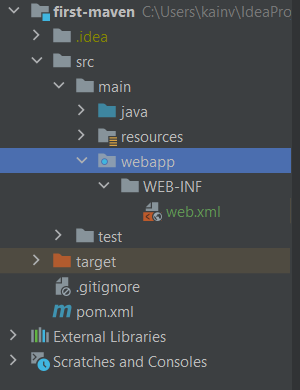 first-maven C:\Users\kainv\IdeaPro
.idea
src
main
java
resources
webapp
WEB-INF
web.xml
test
target
.gitignore
pom.xml
External Libraries
Scratches and Consoles